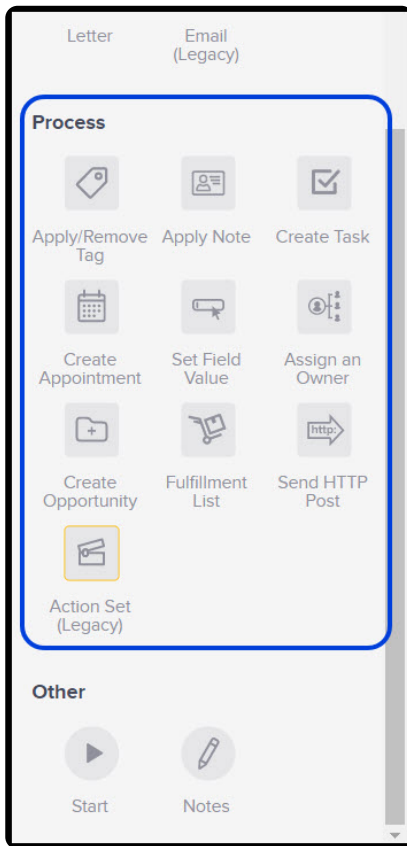 Letter Email
(Legacy)
Process
Apply/Remove Apply Note Create Task
Tag
Create Set Field Assign an
Appointment Value Owner
http:
Create Fulfillment Send HTTP
Opportunity List Post
Action Set
(Legacy)
Other
Start Notes